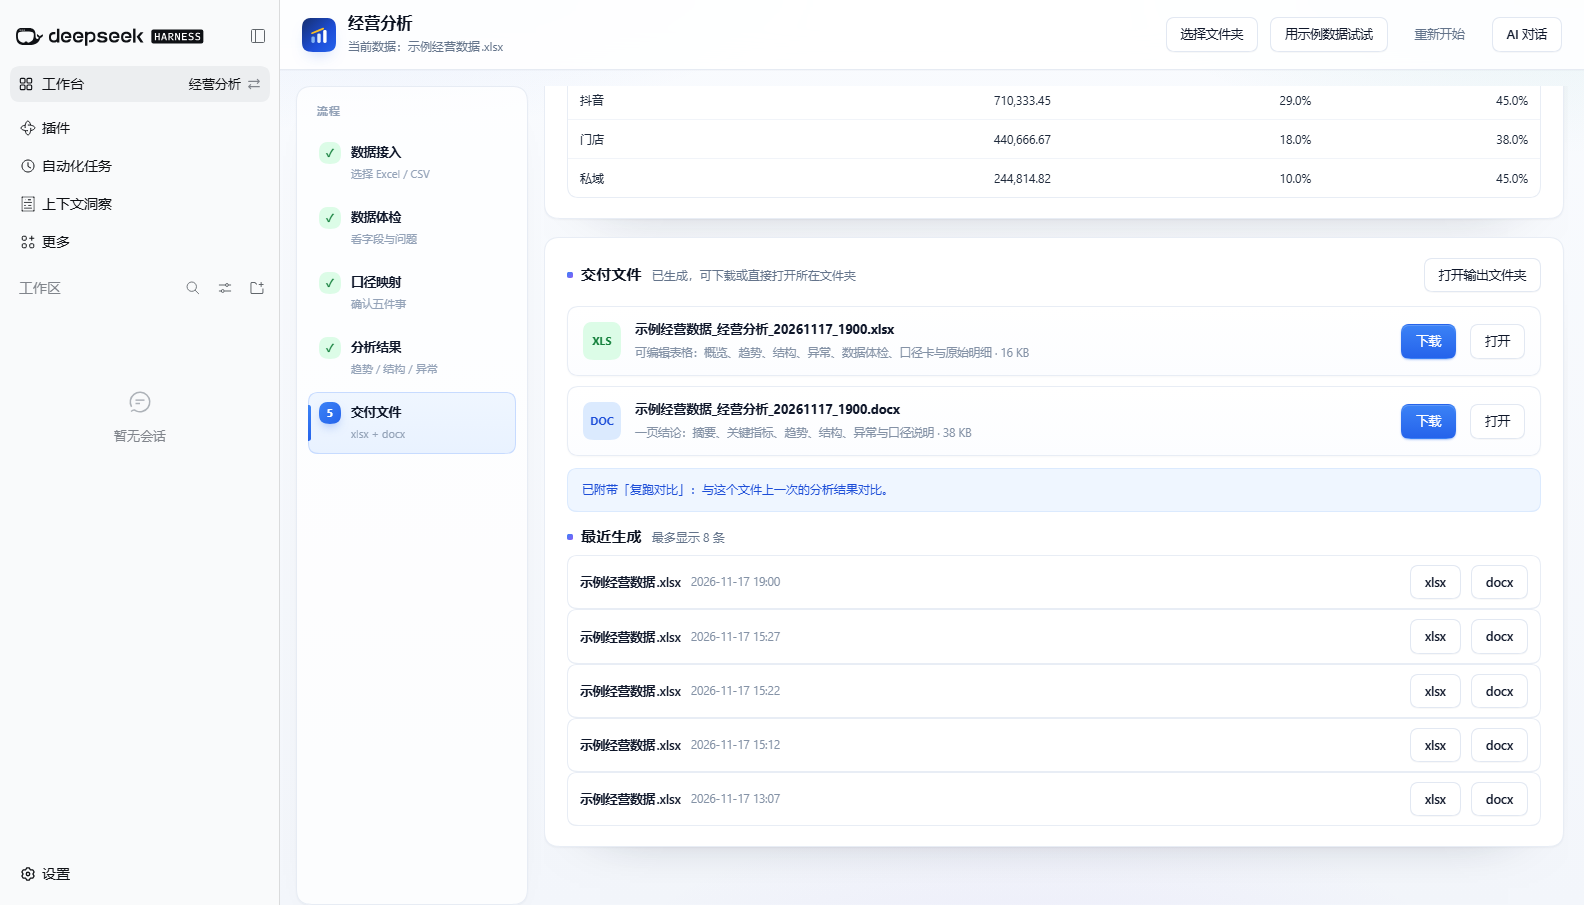 deepseek HARNESS
工作台 经营分析
插件
自动化任务
上下文洞察
更多
工作区
暂无会话
设置
经营分析
当前数据：示例经营数据.xlsx
选择文件夹
用示例数据试试
重新开始
AI 对话
流程
数据接入
选择 Excel / CSV
数据体检
看字段与问题
口径映射
确认五件事
分析结果
趋势 / 结构 / 异常
5 交付文件
xlsx + docx
抖音 710,333.45 29.0% 45.0%
门店 440,666.67 18.0% 38.0%
私域 244,814.82 10.0% 45.0%
交付文件 已生成，可下载或直接打开所在文件夹
打开输出文件夹
XLS
示例经营数据_经营分析_20261117_1900.xlsx
可编辑表格：概览、趋势、结构、异常、数据体检、口径卡与原始明细 · 16 KB
下载 打开
DOC
示例经营数据_经营分析_20261117_1900.docx
一页结论：摘要、关键指标、趋势、结构、异常与口径说明 · 38 KB
下载 打开
已附带「复跑对比」：与这个文件上一次的分析结果对比。
最近生成 最多显示 8 条
示例经营数据.xlsx 2026-11-17 19:00 xlsx docx
示例经营数据.xlsx 2026-11-17 15:27 xlsx docx
示例经营数据.xlsx 2026-11-17 15:22 xlsx docx
示例经营数据.xlsx 2026-11-17 15:12 xlsx docx
示例经营数据.xlsx 2026-11-17 13:07 xlsx docx